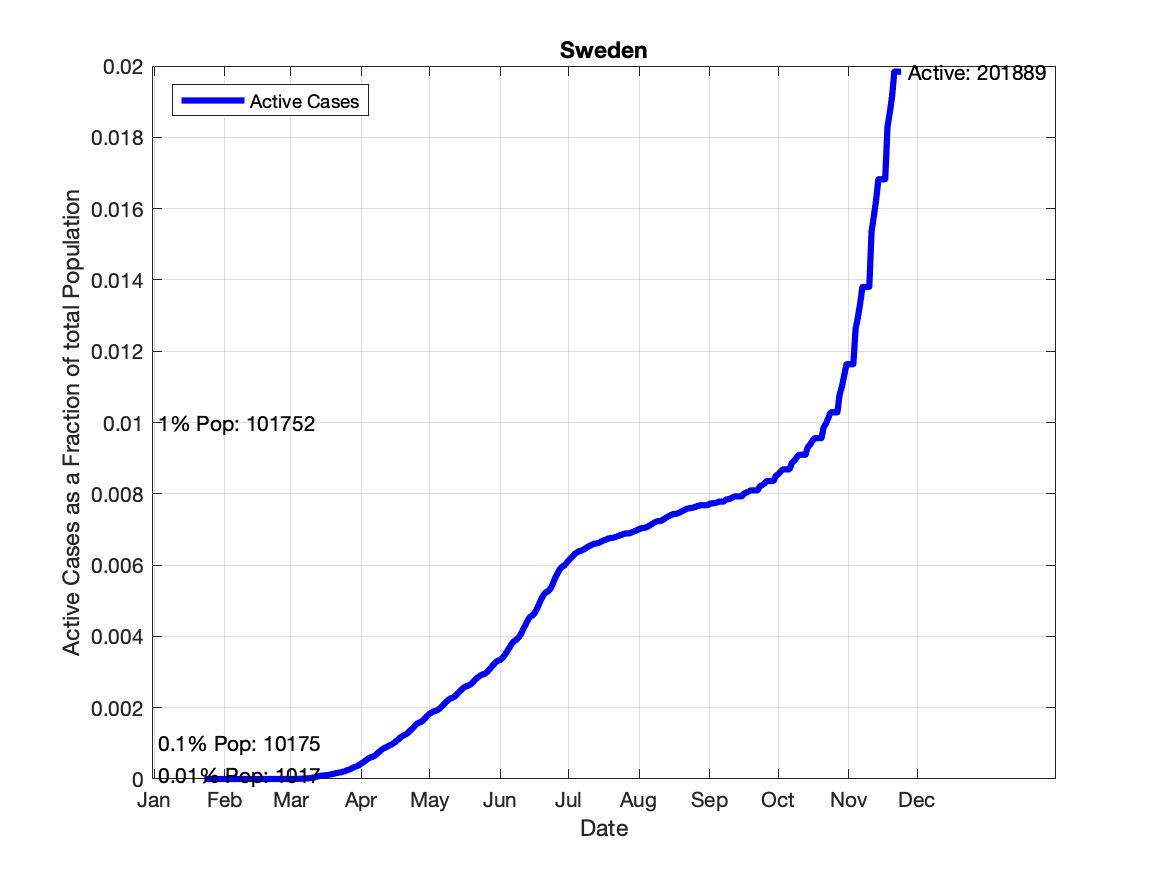 Sweden
Active Cases
Active: 201889
0.02
0.018
0.016
0.014
0.012
0.01
0.008
0.006
0.004
0.002
0
1% Pop: 101752
0.1% Pop: 10175
0.01% Pop: 1017
Active Cases as a Fraction of total Population
Jan Feb Mar Apr May Jun Jul Aug Sep Oct Nov Dec
Date